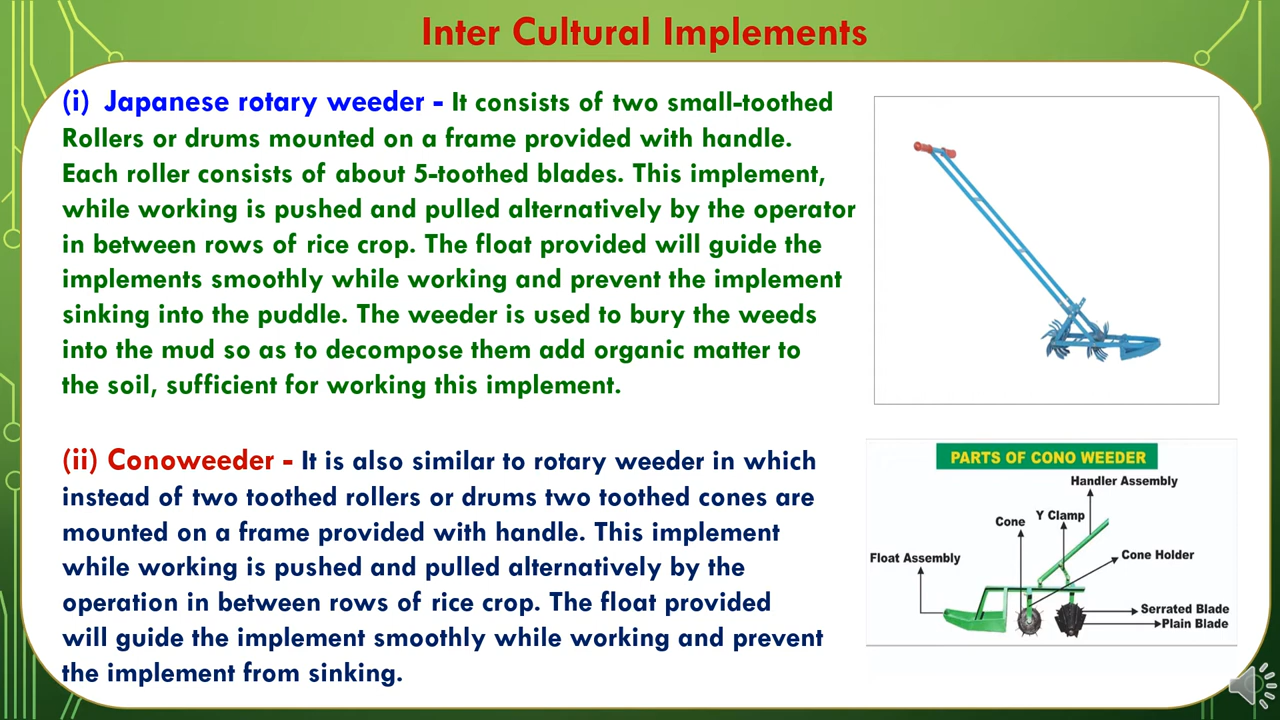 Inter Cultural Implements
(i) Japanese rotary weeder - It consists of two small-toothed
Rollers or drums mounted on a frame provided with handle.
Each roller consists of about 5-toothed blades. This implement,
while working is pushed and pulled alternatively by the operator
in between rows of rice crop. The float provided will guide the
implements smoothly while working and prevent the implement
sinking into the puddle. The weeder is used to bury the weeds
into the mud so as to decompose them add organic matter to
the soil, sufficient for working this implement.
(ii) Conoweeder - It is also similar to rotary weeder in which
instead of two toothed rollers or drums two toothed cones are
mounted on a frame provided with handle. This implement
while working is pushed and pulled alternatively by the
operation in between rows of rice crop. The float provided
will guide the implement smoothly while working and prevent
the implement from sinking.
PARTS OF CONO WEEDER
Handler Assembly
Y Clamp
Cone
Cone Holder
Float Assembly
Serrated Blade
Plain Blade